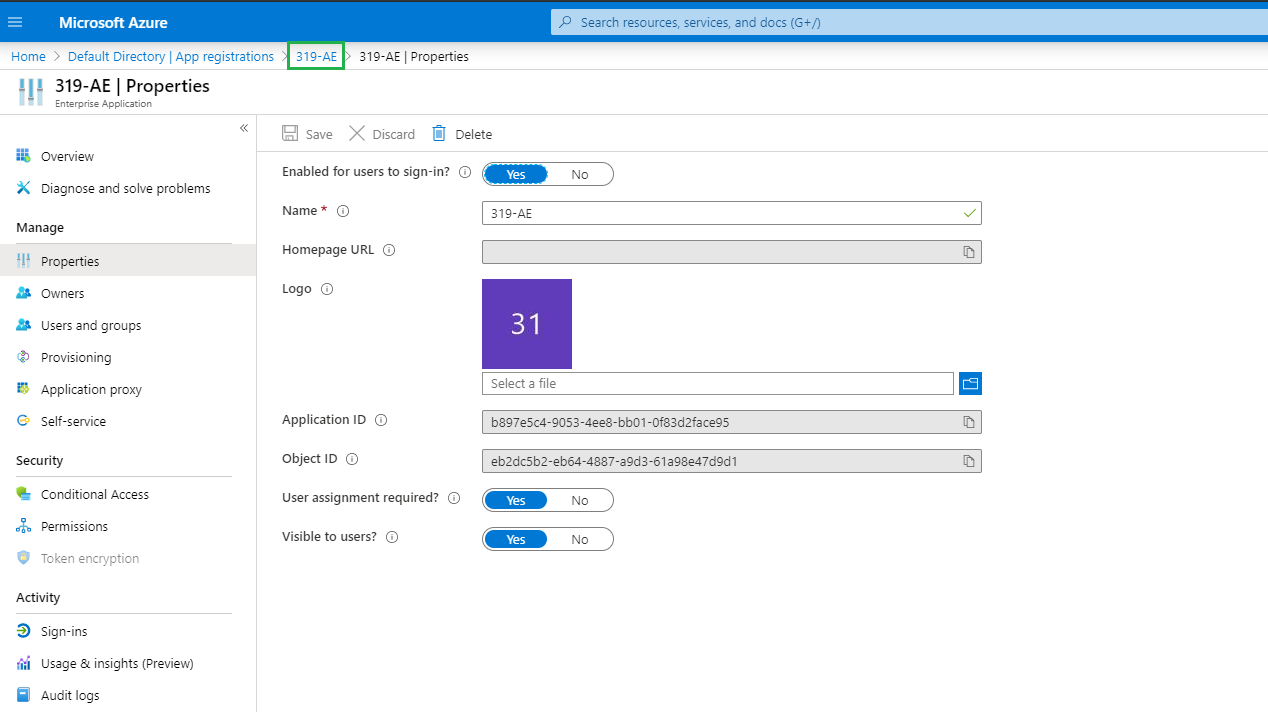 Microsoft Azure
Search resources, services, and docs (G+/)
Home > Default Directory | App registrations > 319-AE > 319-AE | Properties
319-AE | Properties
Enterprise Application
«
Overview
Diagnose and solve problems
Manage
Properties
Owners
Users and groups
Provisioning
Application proxy
Self-service
Security
Conditional Access
Permissions
Token encryption
Activity
Sign-ins
Usage & insights (Preview)
Audit logs
Save Discard Delete
Enabled for users to sign-in? Yes No
Name * 319-AE
Homepage URL
Logo
31
Select a file
Application ID b897e5c4-9053-4ee8-bb01-0f83d2face95
Object ID eb2dc5b2-eb64-4887-a9d3-61a98e47d9d1
User assignment required? Yes No
Visible to users? Yes No